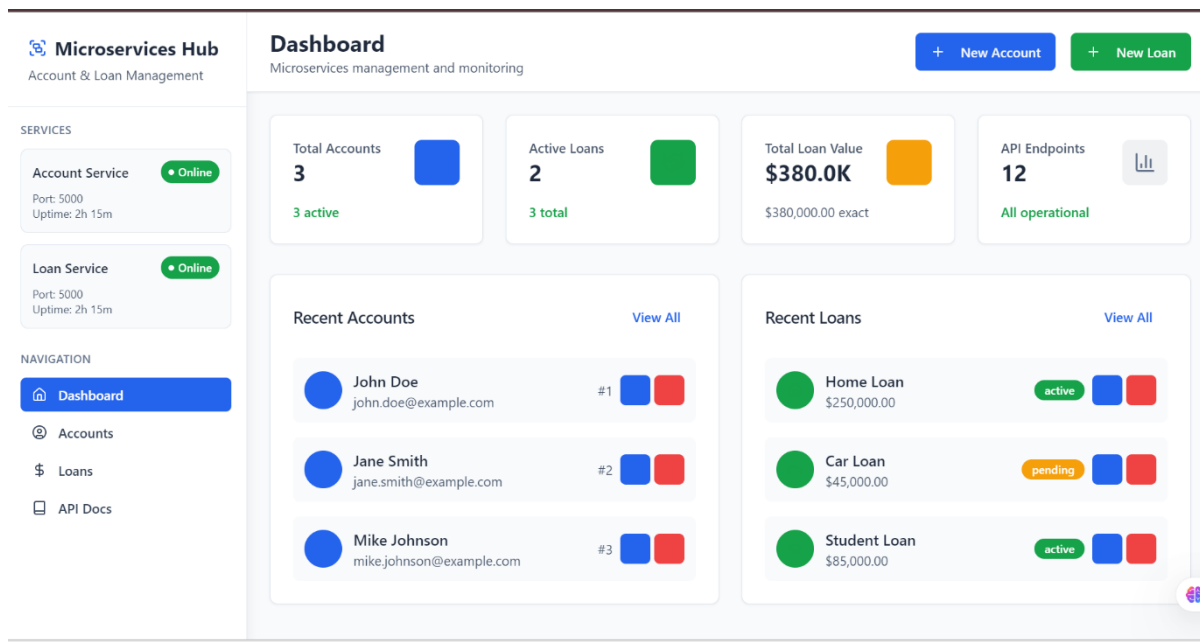 Microservices Hub
Account & Loan Management
SERVICES
Account Service
Online
Port: 5000
Uptime: 2h 15m
Loan Service
Online
Port: 5000
Uptime: 2h 15m
NAVIGATION
Dashboard
Accounts
Loans
API Docs
Dashboard
Microservices management and monitoring
+ New Account
+ New Loan
Total Accounts
3
3 active
Active Loans
2
3 total
Total Loan Value
$380.0K
$380,000.00 exact
API Endpoints
12
All operational
Recent Accounts
View All
John Doe
john.doe@example.com
#1
Jane Smith
jane.smith@example.com
#2
Mike Johnson
mike.johnson@example.com
#3
Recent Loans
View All
Home Loan
$250,000.00
active
Car Loan
$45,000.00
pending
Student Loan
$85,000.00
active